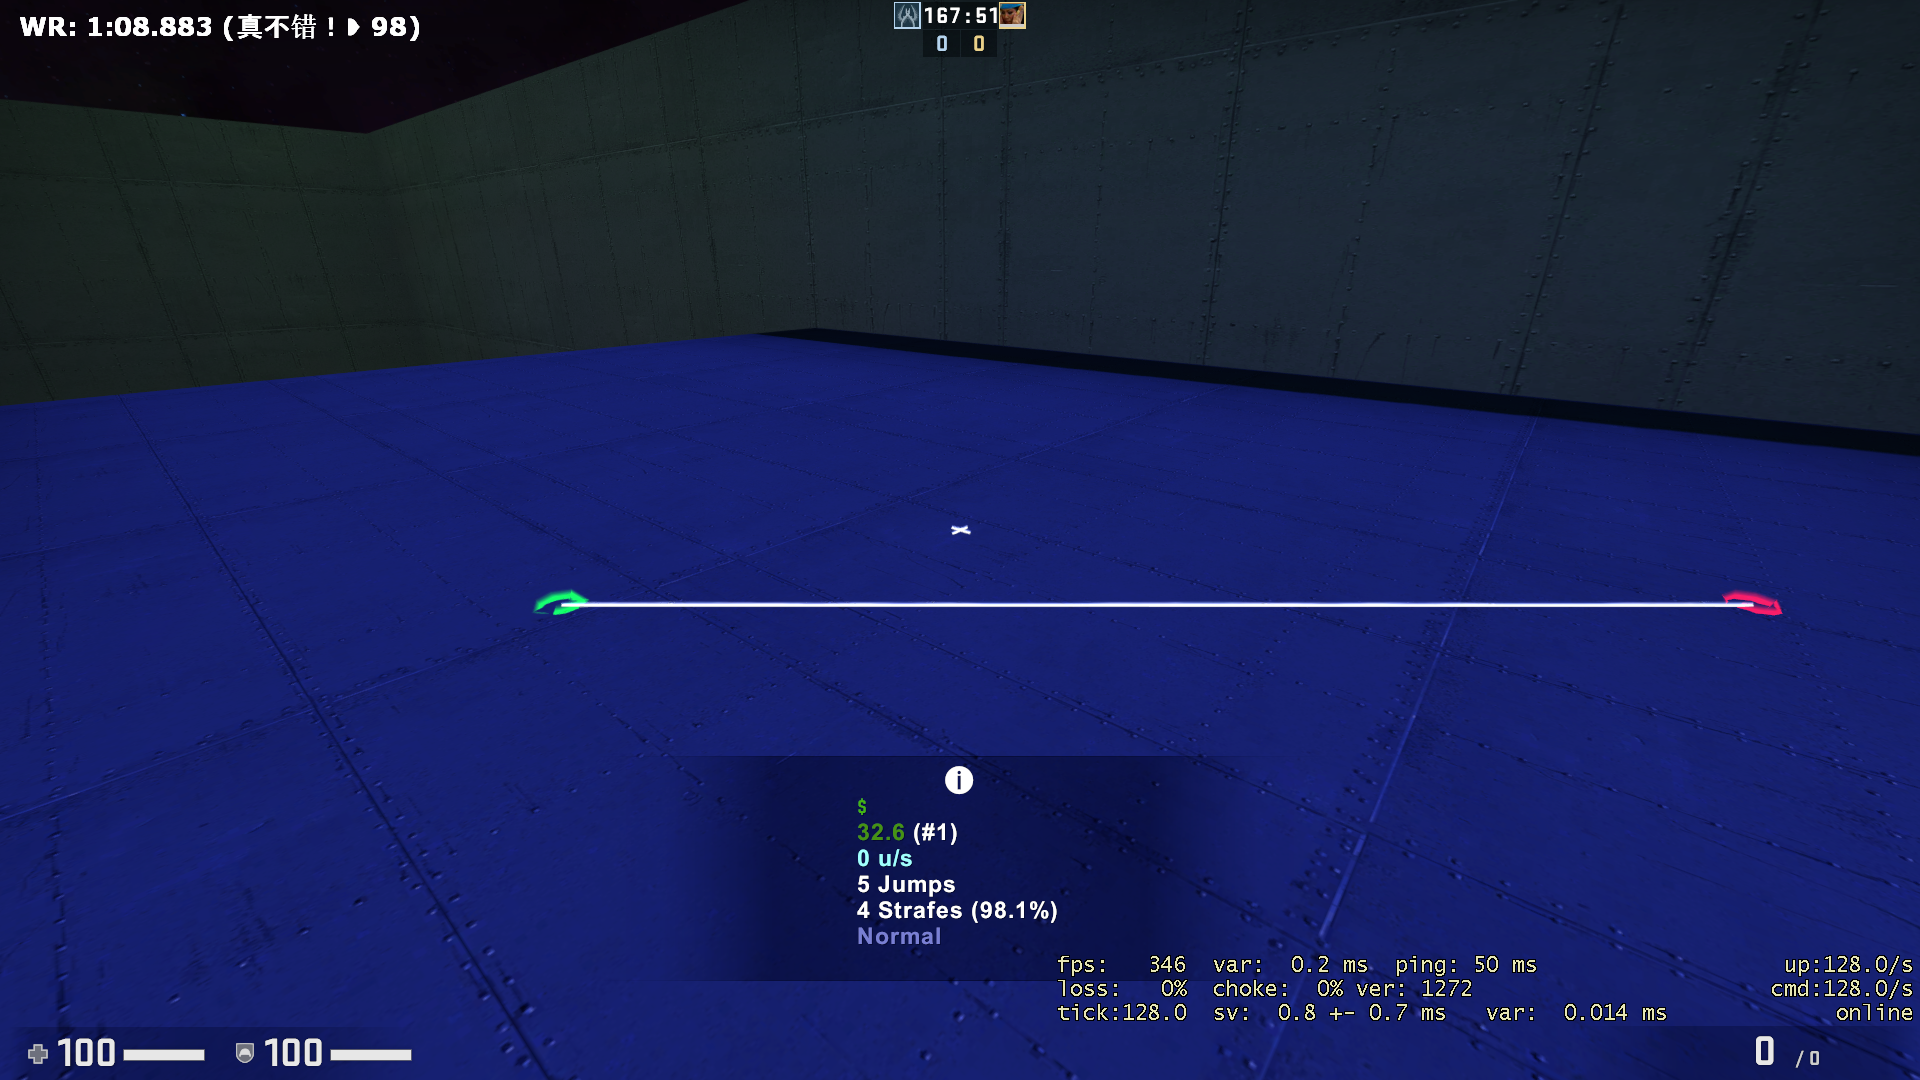 WR: 1:08.883 (真不错！◗ 98)
167:51
0 0
i
$
32.6 (#1)
0 u/s
5 Jumps
4 Strafes (98.1%)
Normal
fps: 346 var: 0.2 ms ping: 50 ms up:128.0/s
loss: 0% choke: 0% ver: 1272 cmd:128.0/s
tick:128.0 sv: 0.8 +- 0.7 ms var: 0.014 ms online
100 100 0 / 0